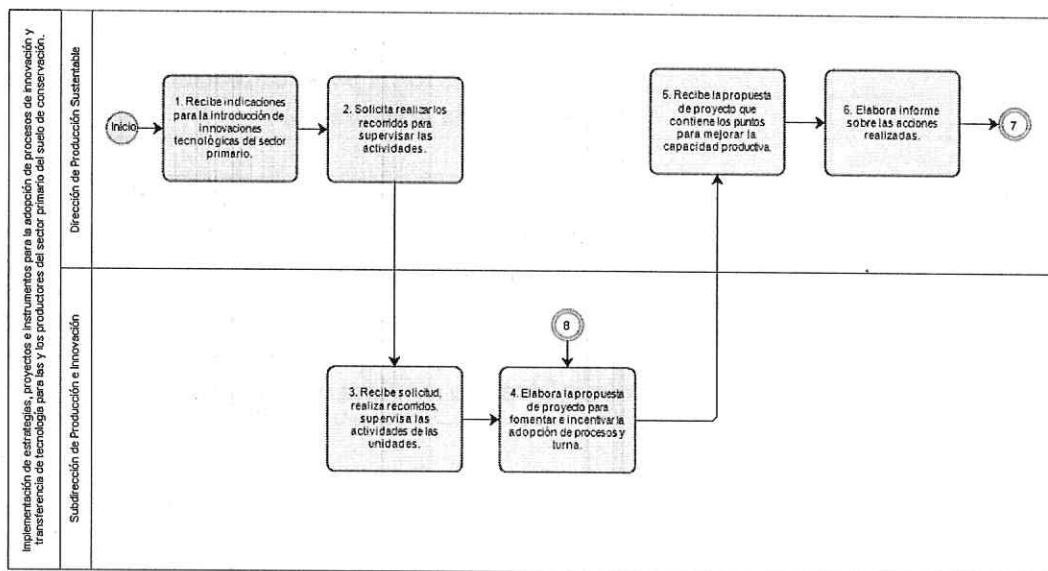 Implementación de estrategias, proyectos e instrumentos para la adopción de procesos de innovación y
transferencia de tecnología para las y los productores del sector primario del suelo de conservación.
Dirección de Producción Sustentable
Inicio
1. Recibe indicaciones
para la introducción de
innovaciones
tecnológicas del sector
primario.
2. Solicita realizar los
recorridos para
supervisar las
actividades.
5. Recibe la propuesta
de proyecto que
contiene los puntos
para mejorar la
capacidad productiva.
6. Elabora informe
sobre las acciones
realizadas.
7
Subdirección de Producción e Innovación
3. Recibe solicitud,
realiza recorridos,
supervisa las
actividades de las
unidades.
8
4. Elabora la propuesta
de proyecto para
fomentar e incentivar la
adopción de procesos y
turna.